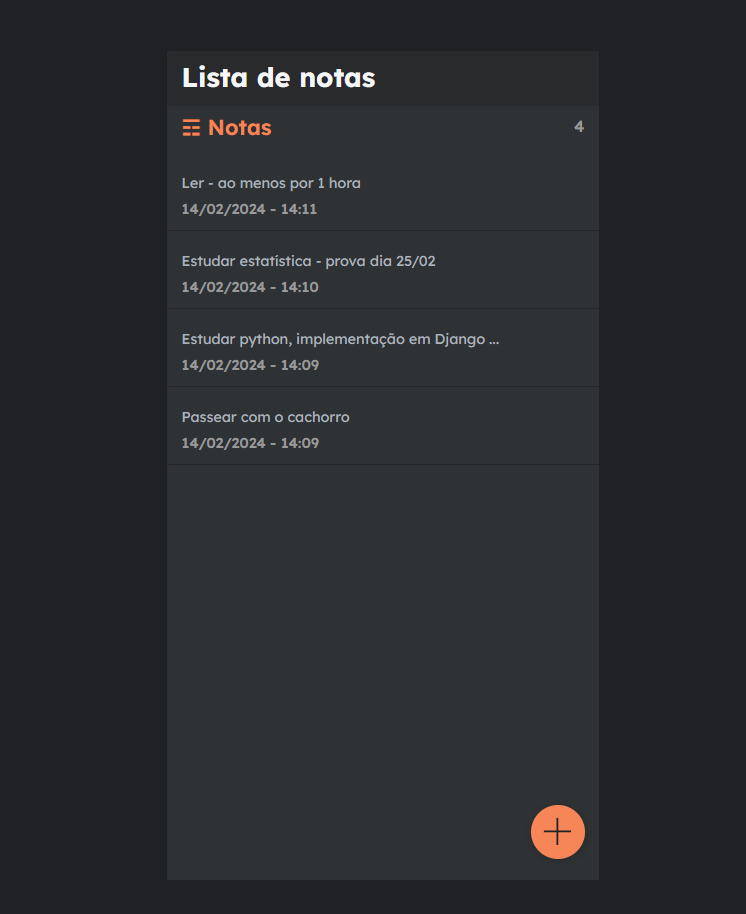 Lista de notas
☶ Notas
4
Ler - ao menos por 1 hora
14/02/2024 - 14:11
Estudar estatística - prova dia 25/02
14/02/2024 - 14:10
Estudar python, implementação em Django ...
14/02/2024 - 14:09
Passear com o cachorro
14/02/2024 - 14:09